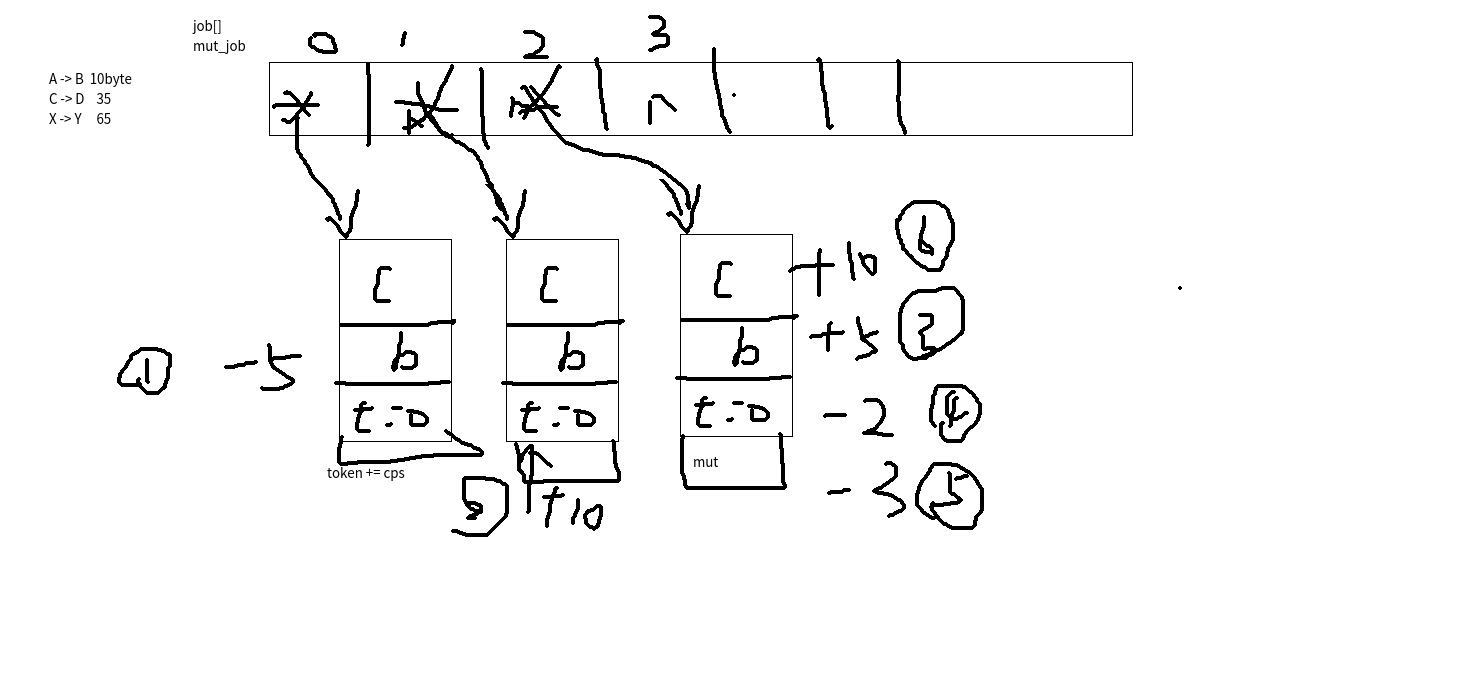 job[]
mut_job
0 1 2 3
A -> B 10byte
C -> D 35
X -> Y 65
* * * n
C C C +10 6
b b b +5 3
1 -5
t=0 t=0 t=0 -2 4
token += cps
mut
-3 5
+10